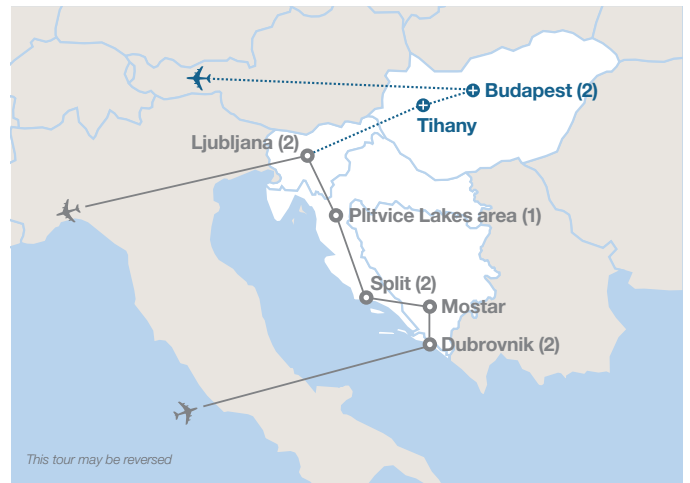 Budapest (2)
Tihany
Ljubljana (2)
Plitvice Lakes area (1)
Split (2)
Mostar
Dubrovnik (2)
This tour may be reversed